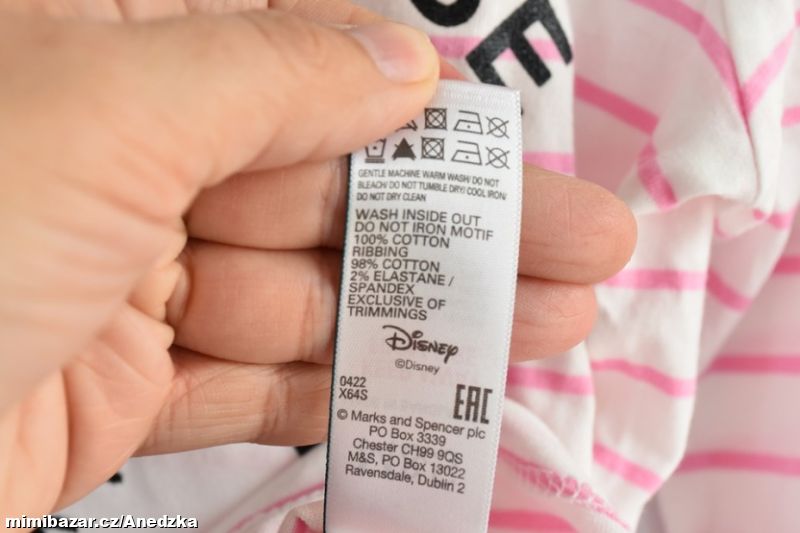 E
GENTLE MACHINE WARM WASH/ DO NOT
BLEACH/ DO NOT TUMBLE DRY/ COOL IRON/
DO NOT DRY CLEAN
WASH INSIDE OUT
DO NOT IRON MOTIF
100% COTTON
RIBBING
98% COTTON
2% ELASTANE /
SPANDEX
EXCLUSIVE OF
TRIMMINGS
Disney
©Disney
0422
X64S
EAC
© Marks and Spencer plc
PO Box 3339
Chester CH99 9QS
M&S, PO Box 13022
Ravensdale, Dublin 2
mimibazar.cz/Anedzka